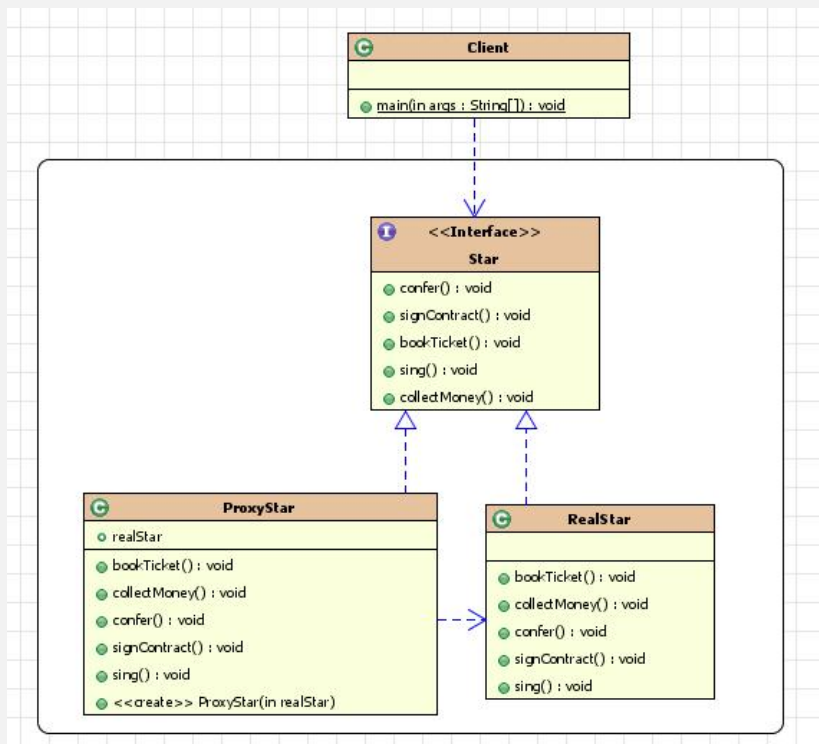 C Client
main(in args : String[]) : void
I <<Interface>>
Star
confer() : void
signContract() : void
bookTicket() : void
sing() : void
collectMoney() : void
C ProxyStar
realStar
bookTicket() : void
collectMoney() : void
confer() : void
signContract() : void
sing() : void
<<create>> ProxyStar(in realStar)
C RealStar
bookTicket() : void
collectMoney() : void
confer() : void
signContract() : void
sing() : void